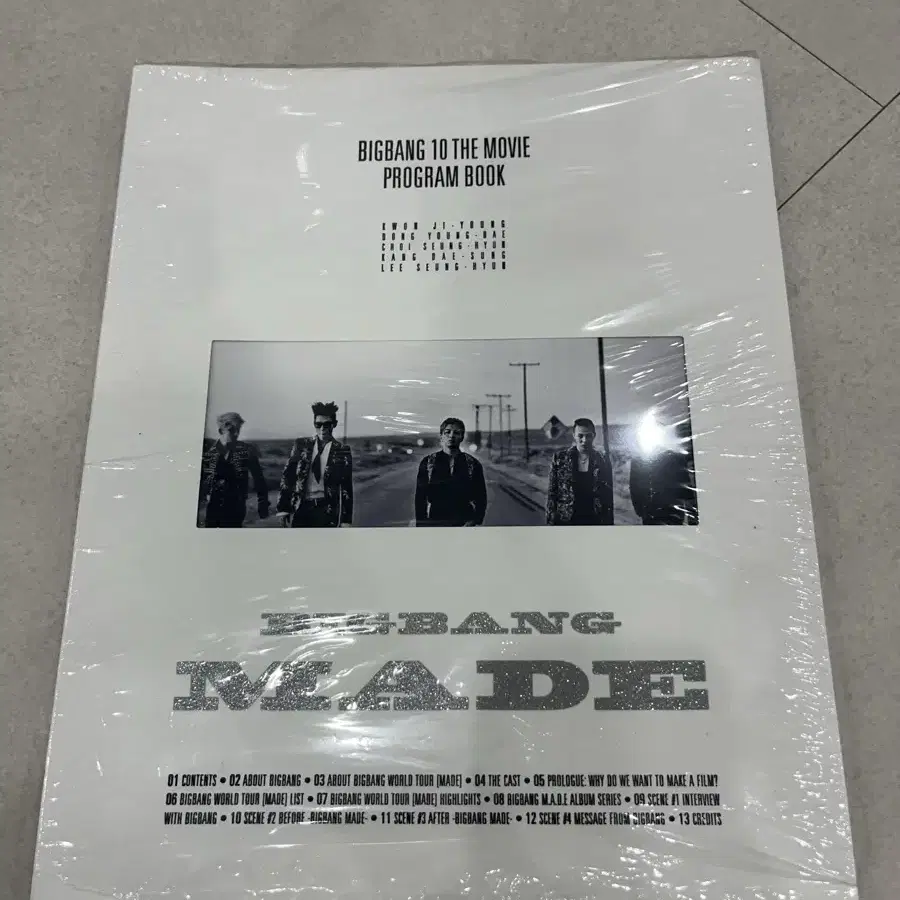 BIGBANG 10 THE MOVIE
PROGRAM BOOK
KWON JI-YOUNG
DONG YOUNG-BAE
CHOI SEUNG-HYUN
KANG DAE-SUNG
LEE SEUNG-HYUN
BIGBANG
MADE
01 CONTENTS • 02 ABOUT BIGBANG • 03 ABOUT BIGBANG WORLD TOUR [MADE] • 04 THE CAST • 05 PROLOGUE: WHY DO WE WANT TO MAKE A FILM?
06 BIGBANG WORLD TOUR [MADE] LIST • 07 BIGBANG WORLD TOUR [MADE] HIGHLIGHTS • 08 BIGBANG M.A.D.E ALBUM SERIES • 09 SCENE #1 INTERVIEW
WITH BIGBANG • 10 SCENE #2 BEFORE -BIGBANG MADE- • 11 SCENE #3 AFTER -BIGBANG MADE- • 12 SCENE #4 MESSAGE FROM BIGBANG • 13 CREDITS